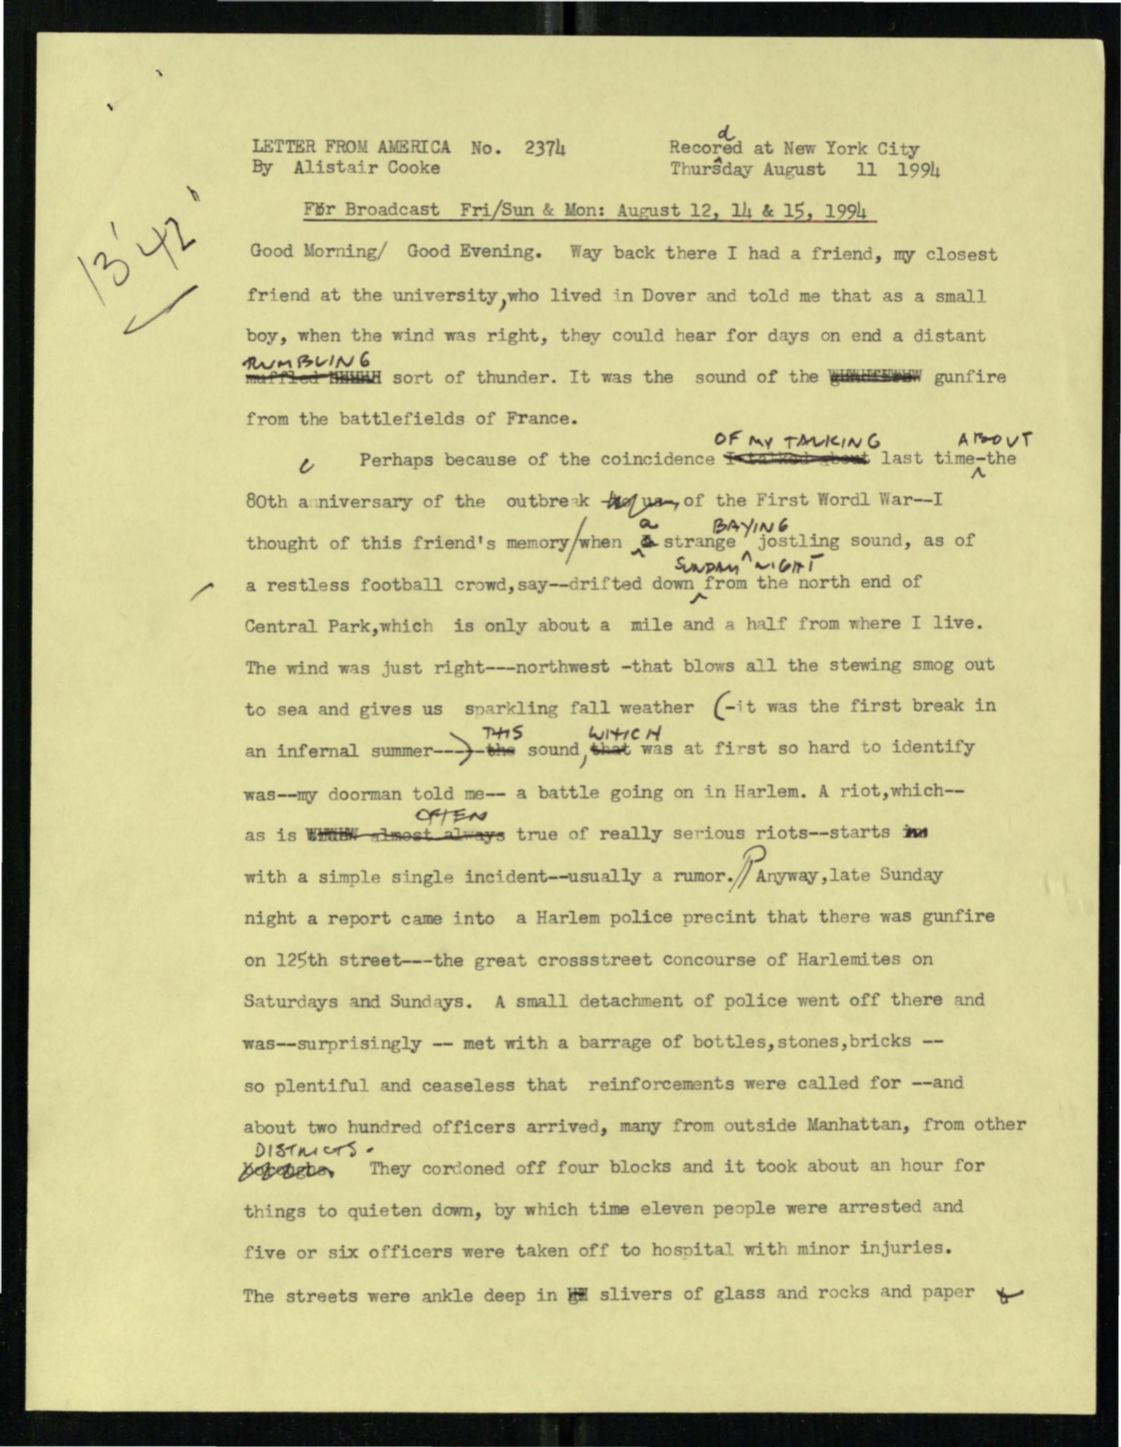 LETTER FROM AMERICA No. 2374
By Alistair Cooke
d
Recored at New York City
Thursday August 11 1994
For Broadcast Fri/Sun & Mon: August 12, 14 & 15, 1994
13' 42"
Good Morning/ Good Evening. Way back there I had a friend, my closest
friend at the university,who lived in Dover and told me that as a small
boy, when the wind was right, they could hear for days on end a distant
RUMBLING
muffled sort of thunder. It was the sound of the gunfire
from the battlefields of France.
OF MY TALKING ABOUT
Perhaps because of the coincidence I talked about last time-the
80th anniversary of the outbreak of the First Wordl War--I
a BAYING
thought of this friend's memory/when a strange jostling sound, as of
SUNDAY NIGHT
a restless football crowd,say--drifted down from the north end of
Central Park,which is only about a mile and a half from where I live.
The wind was just right---northwest -that blows all the stewing smog out
to sea and gives us sparkling fall weather (-it was the first break in
THIS WHICH
an infernal summer---)-the sound, that was at first so hard to identify
was--my doorman told me-- a battle going on in Harlem. A riot,which--
OFTEN
as is almost always true of really serious riots--starts
with a simple single incident--usually a rumor.// Anyway,late Sunday
night a report came into a Harlem police precint that there was gunfire
on 125th street---the great crossstreet concourse of Harlemites on
Saturdays and Sundays. A small detachment of police went off there and
was--surprisingly -- met with a barrage of bottles,stones,bricks --
so plentiful and ceaseless that reinforcements were called for --and
about two hundred officers arrived, many from outside Manhattan, from other
DISTRICTS.
They cordoned off four blocks and it took about an hour for
things to quieten down, by which time eleven people were arrested and
five or six officers were taken off to hospital with minor injuries.
The streets were ankle deep in slivers of glass and rocks and paper